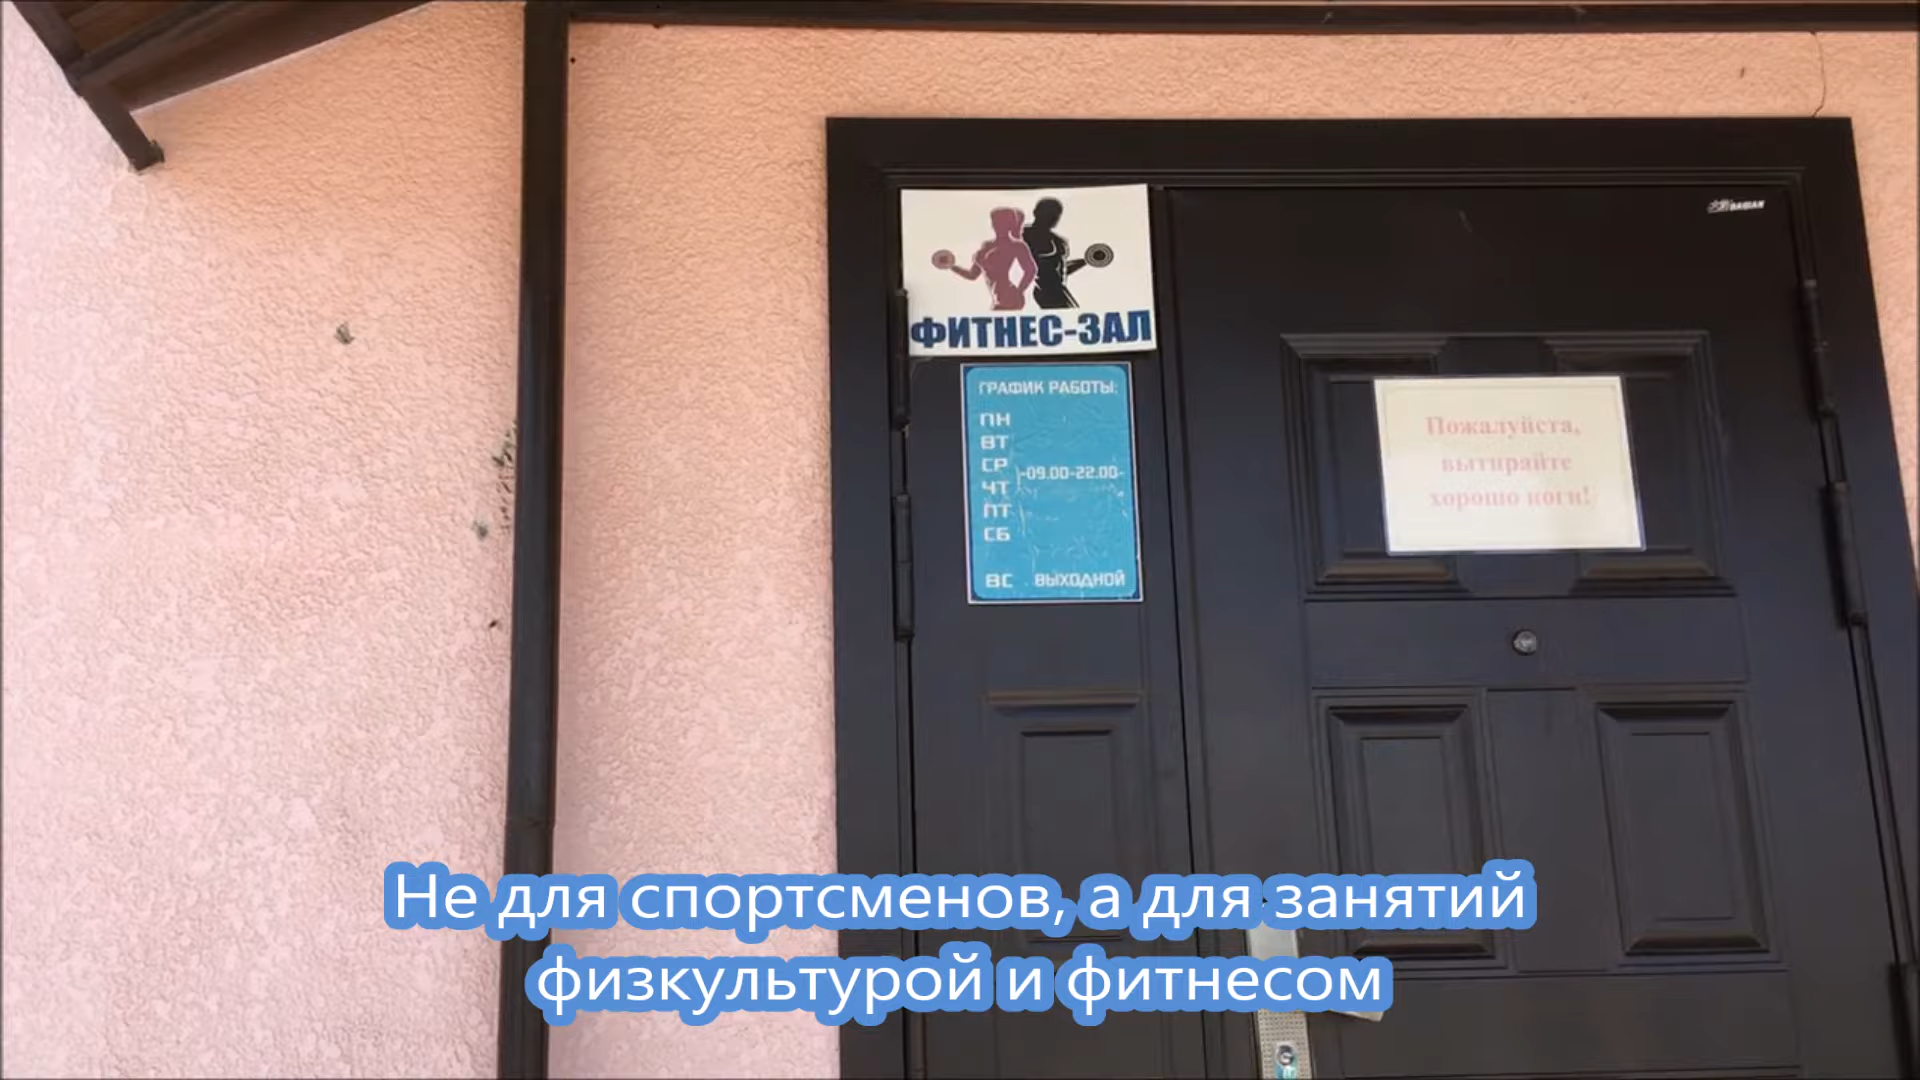 ФИТНЕС-ЗАЛ
ГРАФИК РАБОТЫ:
ПН
ВТ
СР
09.00-22.00
ЧТ
ПТ
СБ
ВС ВЫХОДНОЙ
Пожалуйста,
вытирайте
хорошо ноги!
Не для спортсменов, а для занятий
физкультурой и фитнесом